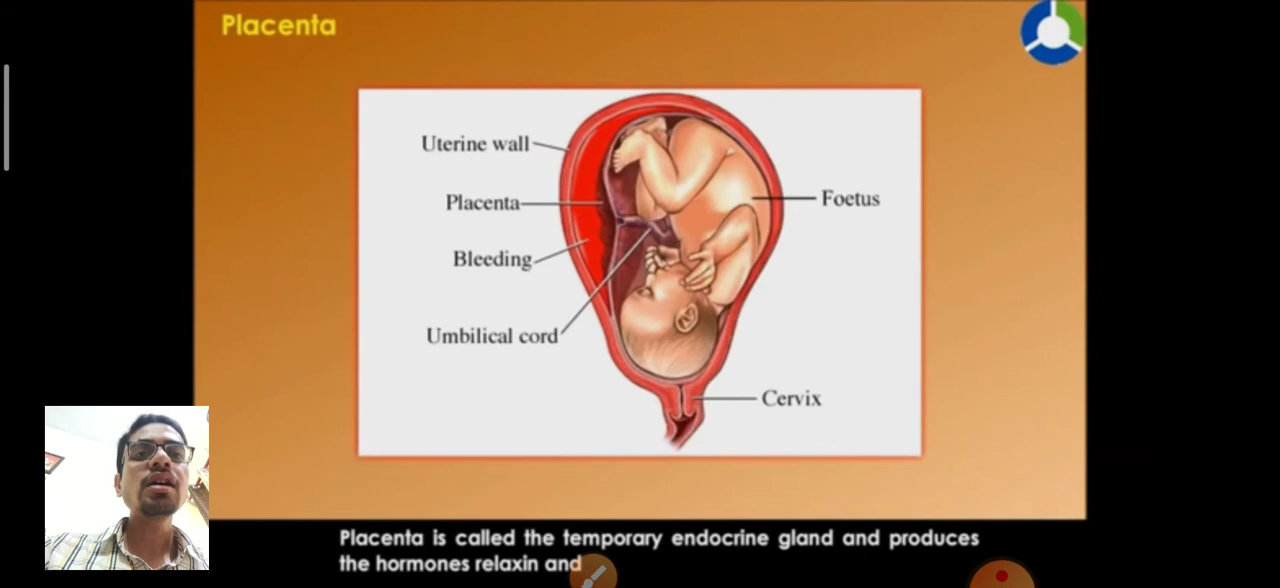 Placenta
Uterine wall
Placenta
Foetus
Bleeding
Umbilical cord
Cervix
Placenta is called the temporary endocrine gland and produces
the hormones relaxin and